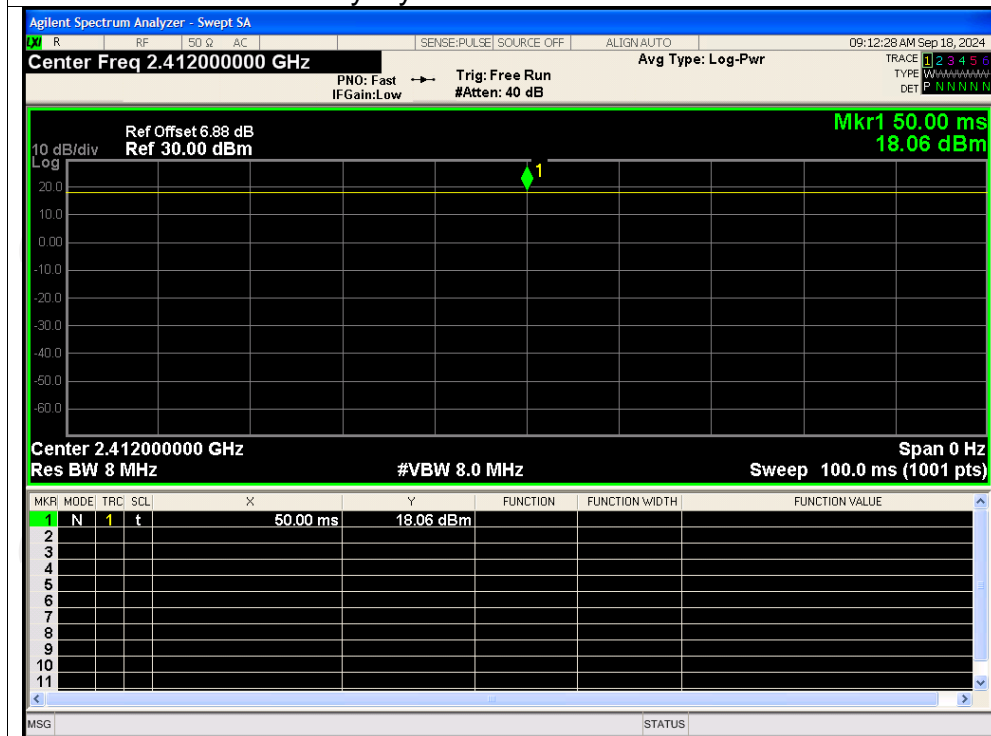 Agilent Spectrum Analyzer - Swept SA
LXI R RF 50 Ω AC SENSE:PULSE SOURCE OFF ALIGN AUTO 09:12:28 AM Sep 18, 2024
Center Freq 2.412000000 GHz Avg Type: Log-Pwr TRACE 1 2 3 4 5 6
PNO: Fast Trig: Free Run TYPE WWWWWWW
IFGain:Low #Atten: 40 dB DET P N N N N N
Mkr1 50.00 ms
Ref Offset 6.88 dB
10 dB/div Ref 30.00 dBm 18.06 dBm
Log
1
20.0
10.0
0.00
-10.0
-20.0
-30.0
-40.0
-50.0
-60.0
Center 2.412000000 GHz Span 0 Hz
Res BW 8 MHz #VBW 8.0 MHz Sweep 100.0 ms (1001 pts)
MKR MODE TRC SCL X Y FUNCTION FUNCTION WIDTH FUNCTION VALUE
1 N 1 t 50.00 ms 18.06 dBm
2
3
4
5
6
7
8
9
10
11
MSG STATUS